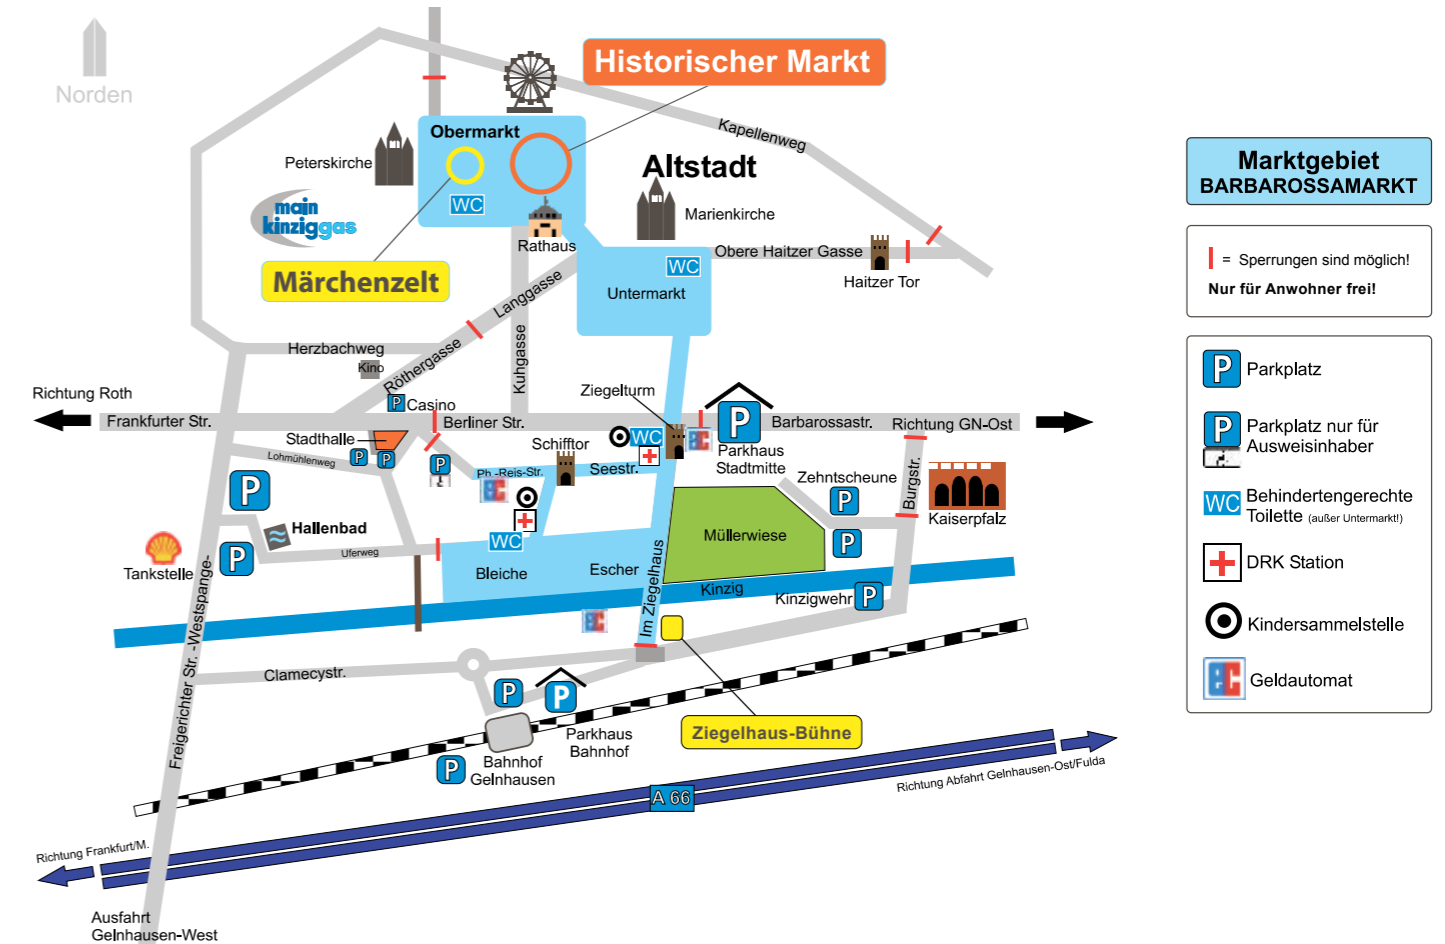 Norden
Historischer Markt
Obermarkt
Kapellenweg
Peterskirche
Altstadt
WC
main
kinziggas
Marienkirche
Rathaus
Obere Haitzer Gasse
WC
Märchenzelt
Haitzer Tor
Untermarkt
Langgasse
Herzbachweg
Kino
Röthergasse
Kuhgasse
Richtung Roth
Ziegelturm
P
Casino
P
Frankfurter Str.
Berliner Str.
Barbarossastr.
Richtung GN-Ost
Stadthalle
Schifftor
WC
EC
Parkhaus
Stadtmitte
Lohmühlenweg
P
P
P
Ph.-Reis-Str.
Seestr.
Zehntscheune
P
Burgstr.
P
EC
Kaiserpfalz
Hallenbad
WC
Müllerwiese
P
Tankstelle
P
Uferweg
Bleiche
Escher
Im Ziegelhaus
Kinzig
Kinzigwehr
P
EC
Freigerichter Str. -Westspange-
Clamecystr.
P
P
Parkhaus
Bahnhof
Ziegelhaus-Bühne
Bahnhof
Gelnhausen
P
A 66
Richtung Abfahrt Gelnhausen-Ost/Fulda
Richtung Frankfurt/M.
Ausfahrt
Gelnhausen-West
Marktgebiet
BARBAROSSAMARKT
= Sperrungen sind möglich!
Nur für Anwohner frei!
P Parkplatz
P Parkplatz nur für
Ausweisinhaber
WC Behindertengerechte
Toilette (außer Untermarkt!)
DRK Station
Kindersammelstelle
EC Geldautomat